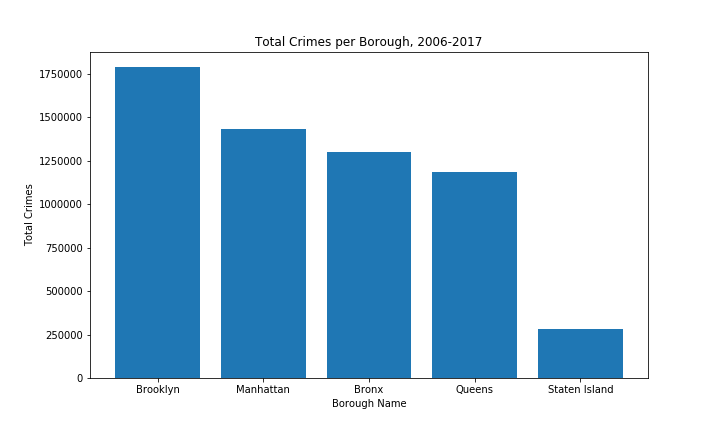 Total Crimes per Borough, 2006-2017
Total Crimes
1750000
1500000
1250000
1000000
750000
500000
250000
0
Brooklyn Manhattan Bronx Queens Staten Island
Borough Name